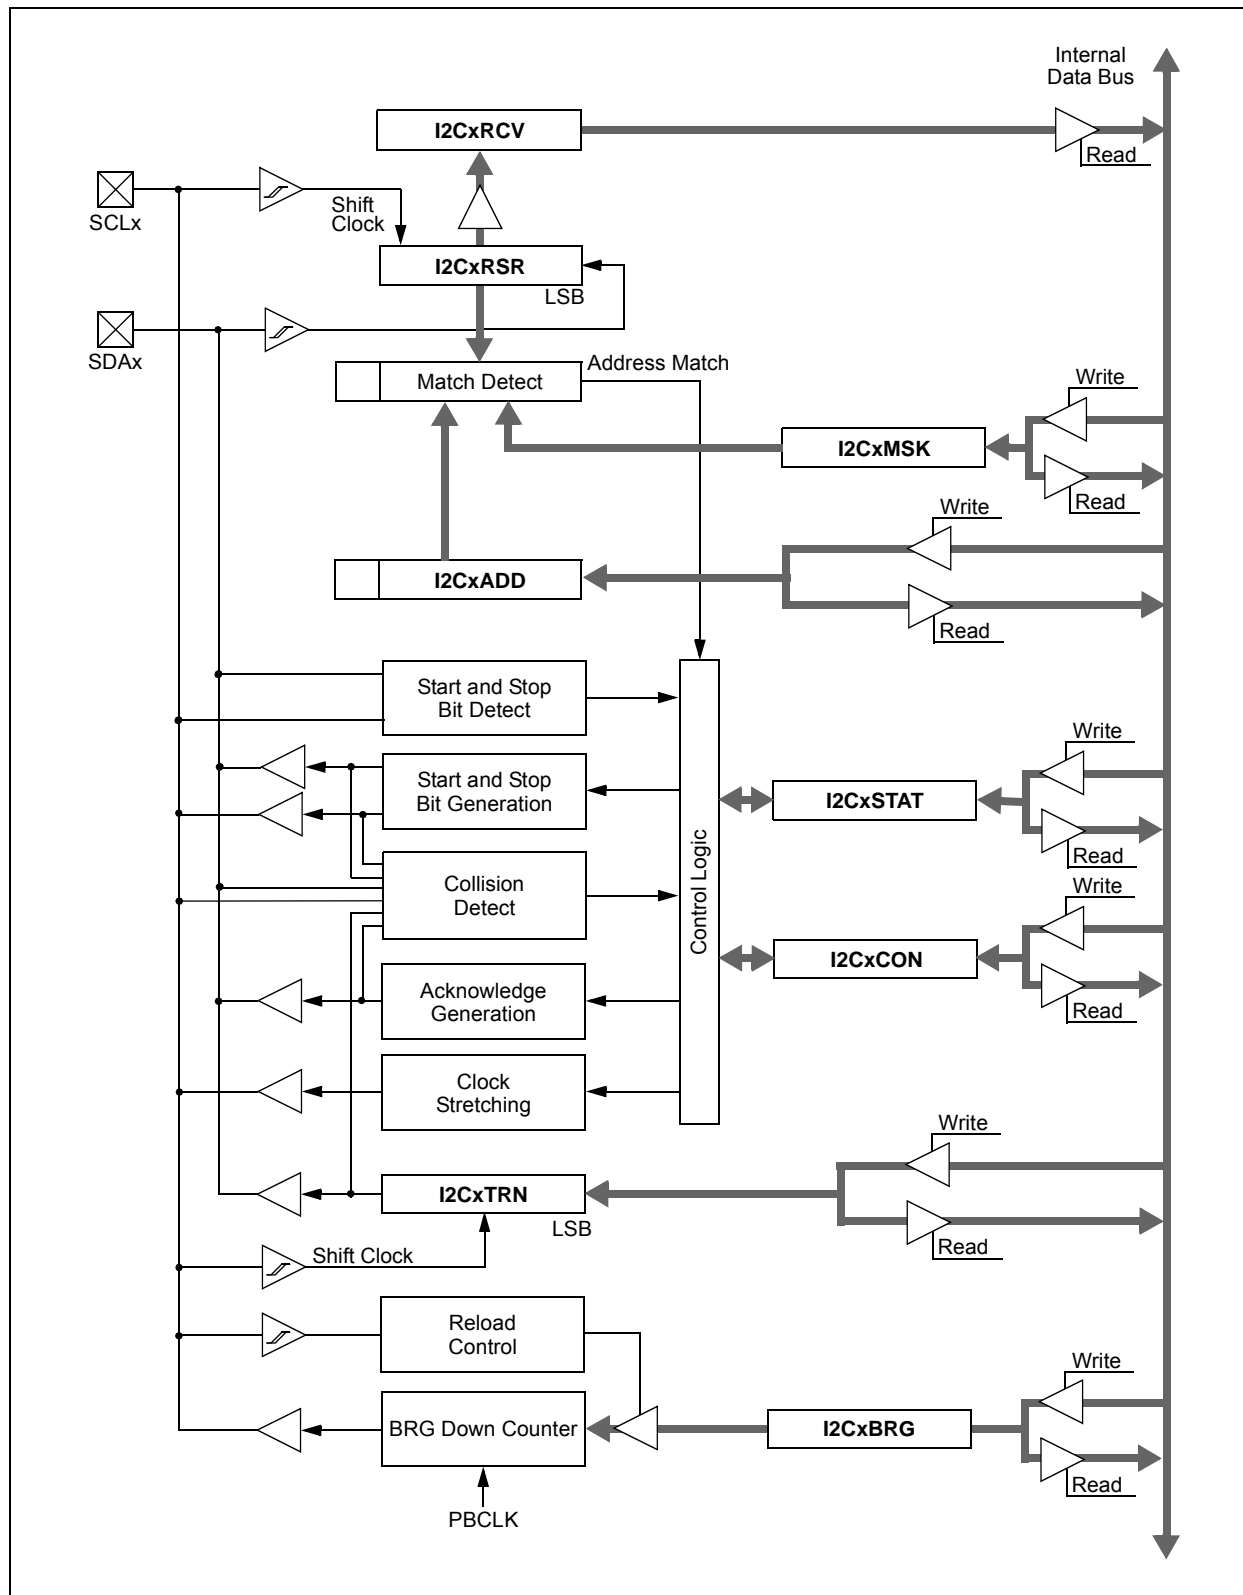 Internal
Data Bus
I2CxRCV
Read
SCLx
Shift
Clock
I2CxRSR
LSB
SDAx
Match Detect
Address Match
Write
I2CxMSK
Read
Write
I2CxADD
Read
Start and Stop
Bit Detect
Write
Start and Stop
Bit Generation
I2CxSTAT
Read
Control Logic
Collision
Detect
Write
I2CxCON
Read
Acknowledge
Generation
Clock
Stretching
Write
I2CxTRN
LSB
Read
Shift Clock
Reload
Control
Write
BRG Down Counter
I2CxBRG
Read
PBCLK